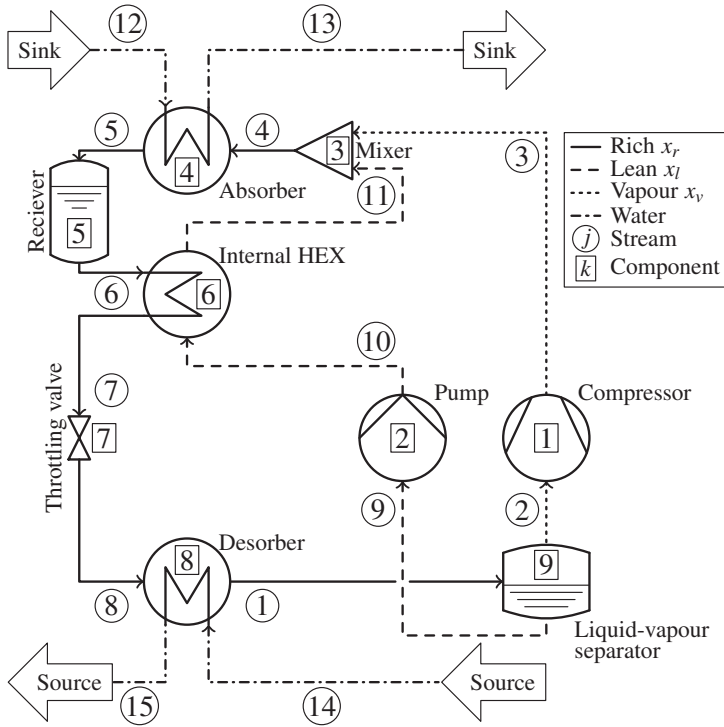 12
13
Sink
Sink
5
4
3
3
Mixer
4
Absorber
11
Reciever
5
Internal HEX
6
6
10
7
Throttling valve
7
Pump
Compressor
2
1
9
2
Desorber
8
9
8
1
Liquid-vapour
separator
Source
15
14
Source
Rich x_r
Lean x_l
Vapour x_v
Water
j Stream
k Component